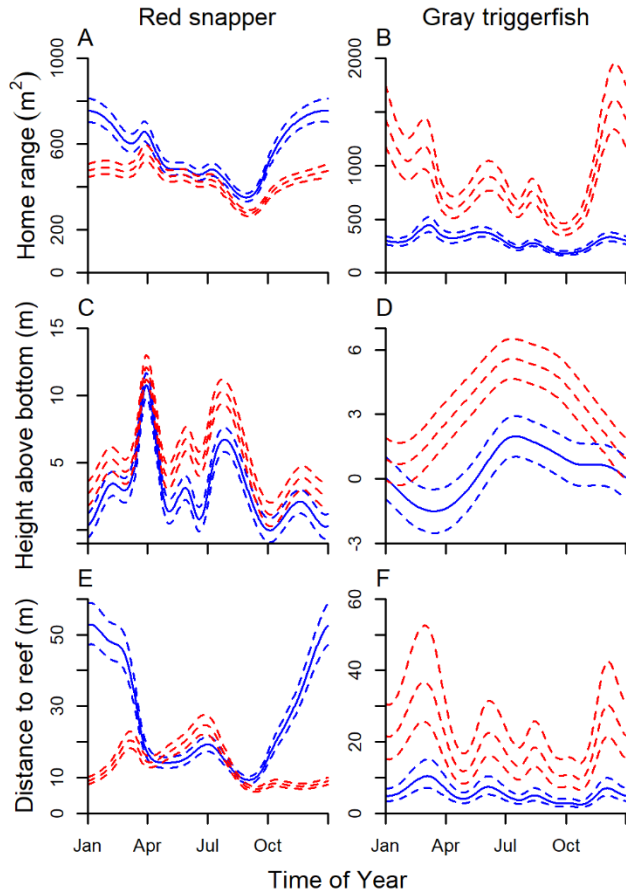 Red snapper
Gray triggerfish
A
Home range (m²)
0
200
400
600
1000
B
0
500
1000
2000
C
Height above bottom (m)
5
10
15
D
-3
0
3
6
E
Distance to reef (m)
0
10
30
50
Jan
Apr
Jul
Oct
F
0
20
40
60
Jan
Apr
Jul
Oct
Time of Year